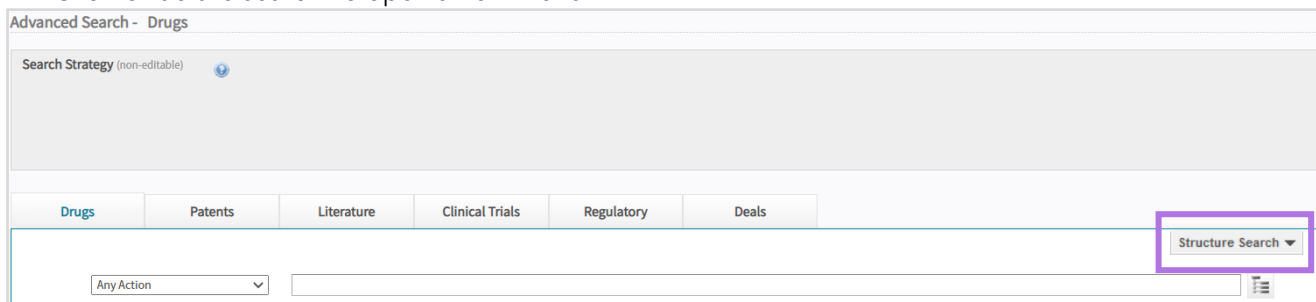 Advanced Search - Drugs
Search Strategy (non-editable)
Drugs Patents Literature Clinical Trials Regulatory Deals
Structure Search
Any Action